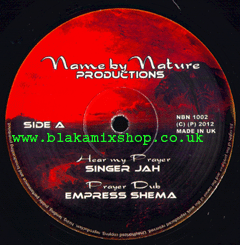 Name by Nature
PRODUCTIONS
SIDE A
NBN 1002
(C) (P) 2012
MADE IN UK
www.blakamixshop.co.uk
Hear my Prayer
SINGER JAH
Prayer Dub
EMPRESS SHEMA